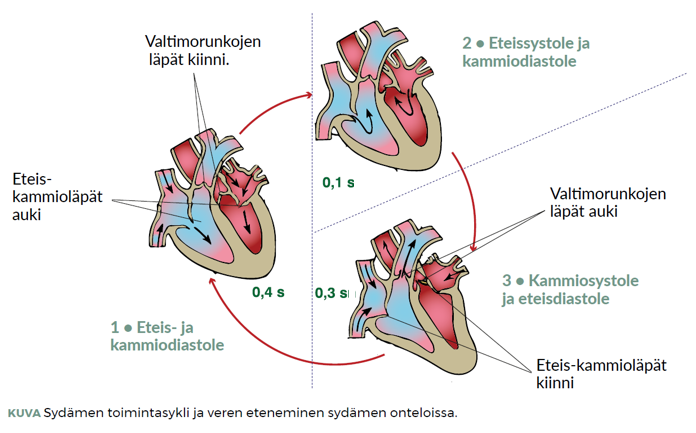 Valtimorunkojen
läpät kiinni.
2 • Eteissystole ja
kammiodiastole
Eteis-
kammioläpät
auki
0,1 s
Valtimorunkojen
läpät auki
0,4 s
0,3 s
3 • Kammiosystole
ja eteisdiastole
1 • Eteis- ja
kammiodiastole
Eteis-kammioläpät
kiinni
KUVA Sydämen toimintasykli ja veren eteneminen sydämen onteloissa.